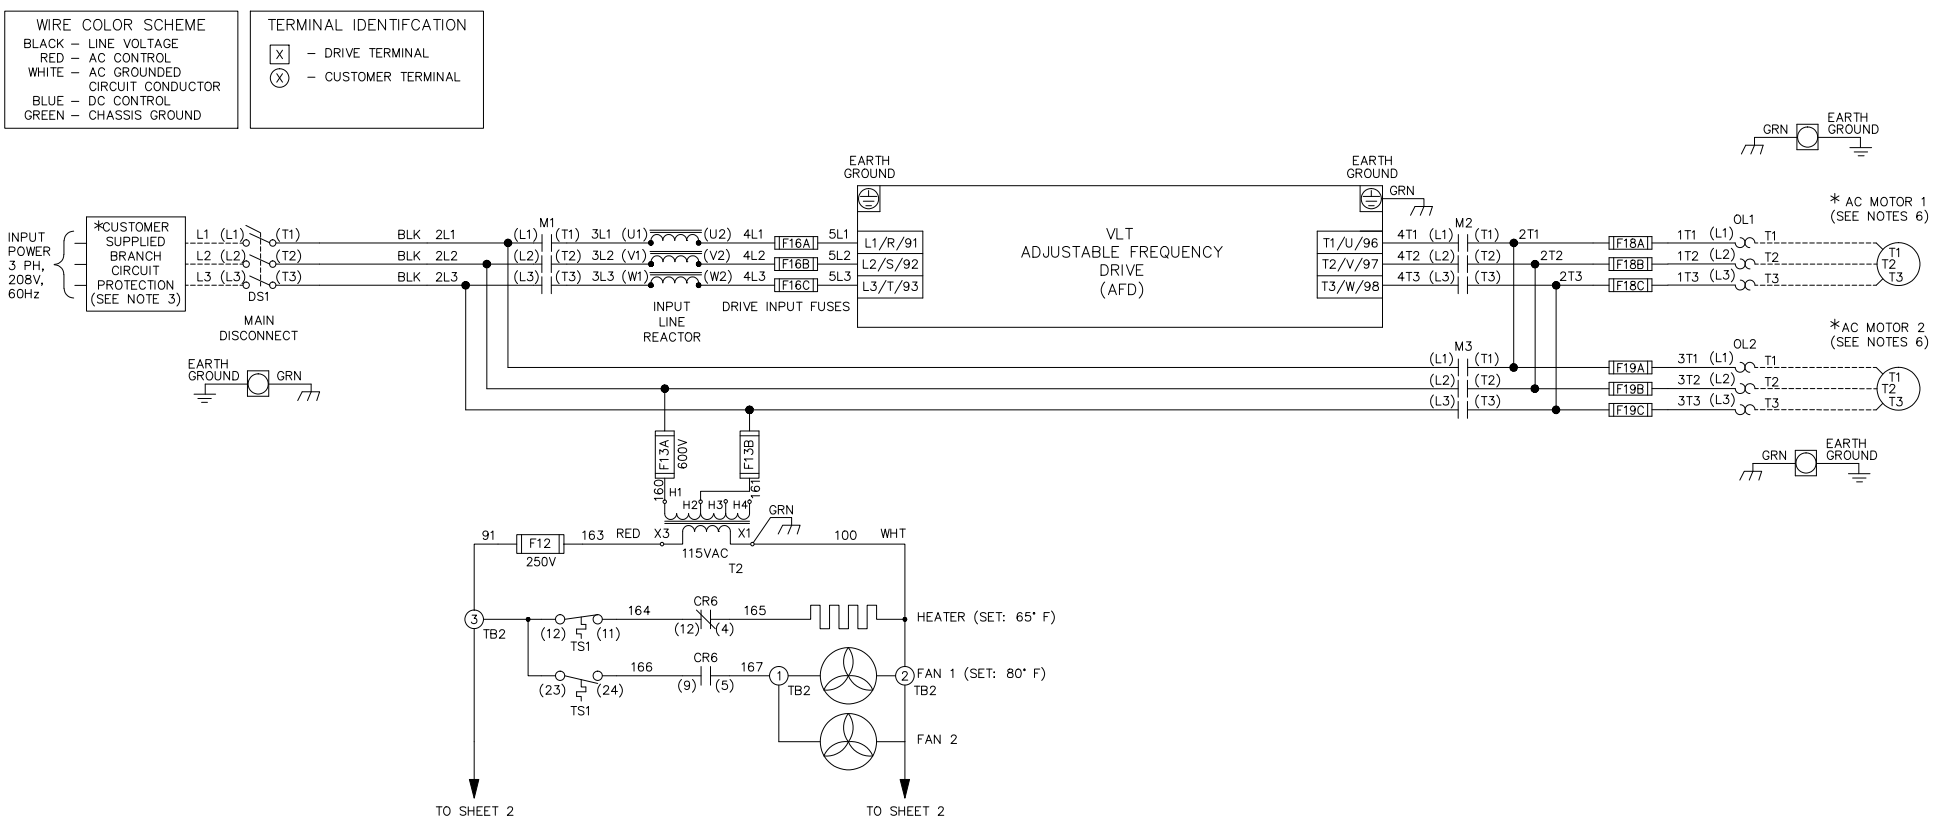 WIRE COLOR SCHEME
BLACK – LINE VOLTAGE
RED – AC CONTROL
WHITE – AC GROUNDED
CIRCUIT CONDUCTOR
BLUE – DC CONTROL
GREEN – CHASSIS GROUND
TERMINAL IDENTIFCATION
X – DRIVE TERMINAL
X – CUSTOMER TERMINAL
GRN
EARTH
GROUND
EARTH
GROUND
EARTH
GROUND
GRN
INPUT
POWER
3 PH,
208V,
60Hz
*CUSTOMER
SUPPLIED
BRANCH
CIRCUIT
PROTECTION
(SEE NOTE 3)
L1 (L1) (T1) BLK 2L1 (L1) M1 (T1) 3L1 (U1) (U2) 4L1 F16A 5L1 L1/R/91
L2 (L2) (T2) BLK 2L2 (L2) (T2) 3L2 (V1) (V2) 4L2 F16B 5L2 L2/S/92
L3 (L3) (T3) BLK 2L3 (L3) (T3) 3L3 (W1) (W2) 4L3 F16C 5L3 L3/T/93
DS1
MAIN
DISCONNECT
INPUT
LINE
REACTOR
DRIVE INPUT FUSES
VLT
ADJUSTABLE FREQUENCY
DRIVE
(AFD)
T1/U/96 4T1 (L1) M2 (T1) 2T1 F18A 1T1 (L1) OL1 T1
T2/V/97 4T2 (L2) (T2) 2T2 F18B 1T2 (L2) T2
T3/W/98 4T3 (L3) (T3) 2T3 F18C 1T3 (L3) T3
* AC MOTOR 1
(SEE NOTES 6)
T1
T2
T3
EARTH
GROUND
GRN
M3
(L1) (T1) F19A 3T1 (L1) OL2 T1
(L2) (T2) F19B 3T2 (L2) T2
(L3) (T3) F19C 3T3 (L3) T3
*AC MOTOR 2
(SEE NOTES 6)
T1
T2
T3
GRN
EARTH
GROUND
F13A
600V
F13B
160
161
H1
H2
H3
H4
GRN
91
F12
250V
163
RED
X3
X1
115VAC
T2
100
WHT
3
TB2
(12)
(11)
TS1
164
CR6
(12)
(4)
165
HEATER (SET: 65° F)
(23)
(24)
TS1
166
CR6
(9)
(5)
167
1
TB2
2
TB2
FAN 1 (SET: 80° F)
FAN 2
TO SHEET 2
TO SHEET 2